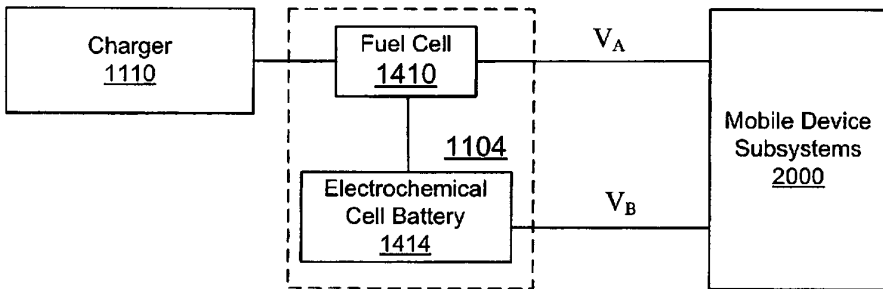 Charger
1110
Fuel Cell
1410
V_A
1104
Electrochemical
Cell Battery
1414
V_B
Mobile Device
Subsystems
2000